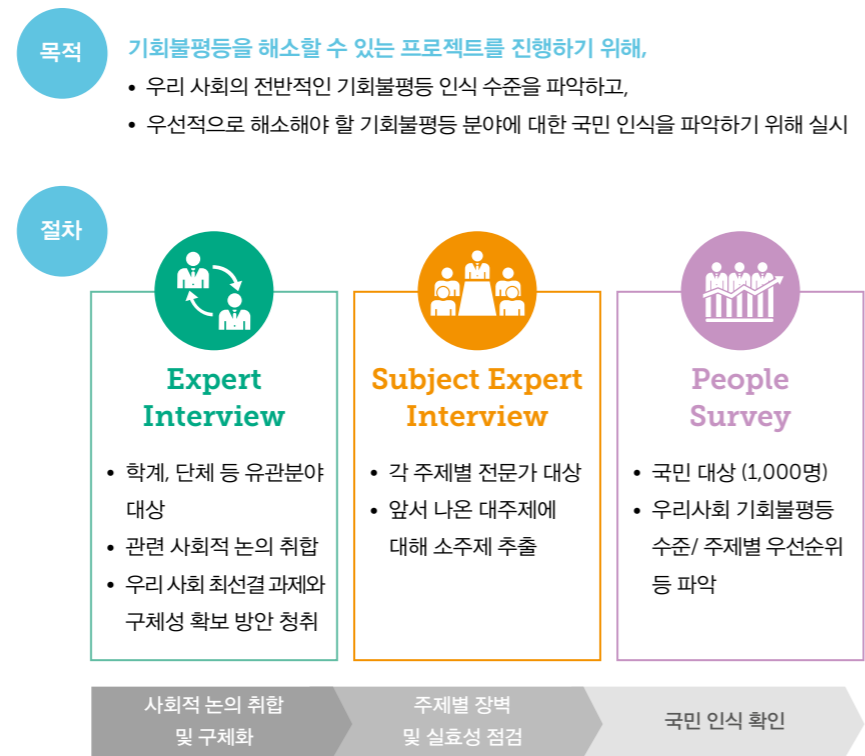 목적
기회불평등을 해소할 수 있는 프로젝트를 진행하기 위해,
• 우리 사회의 전반적인 기회불평등 인식 수준을 파악하고,
• 우선적으로 해소해야 할 기회불평등 분야에 대한 국민 인식을 파악하기 위해 실시
절차
Expert
Interview
• 학계, 단체 등 유관분야
대상
• 관련 사회적 논의 취합
• 우리 사회 최선결 과제와
구체성 확보 방안 청취
Subject Expert
Interview
• 각 주제별 전문가 대상
• 앞서 나온 대주제에
대해 소주제 추출
People
Survey
• 국민 대상 (1,000명)
• 우리사회 기회불평등
수준/ 주제별 우선순위
등 파악
사회적 논의 취합
및 구체화
주제별 장벽
및 실효성 점검
국민 인식 확인